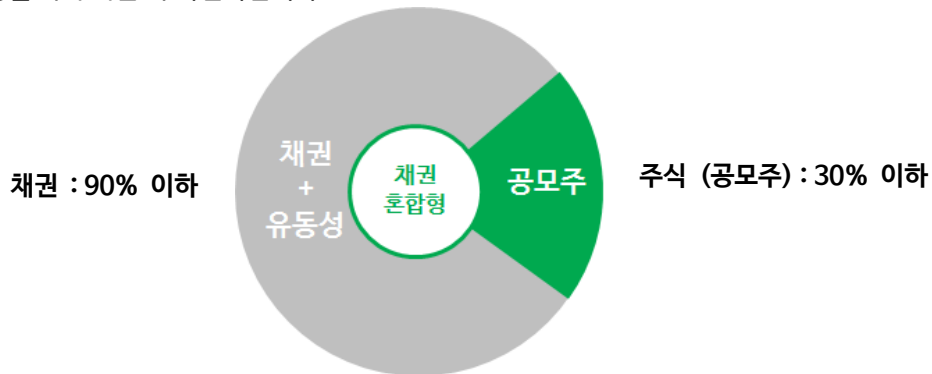 채권 : 90% 이하
채권
+
유동성
채권
혼합형
공모주
주식 (공모주) : 30% 이하